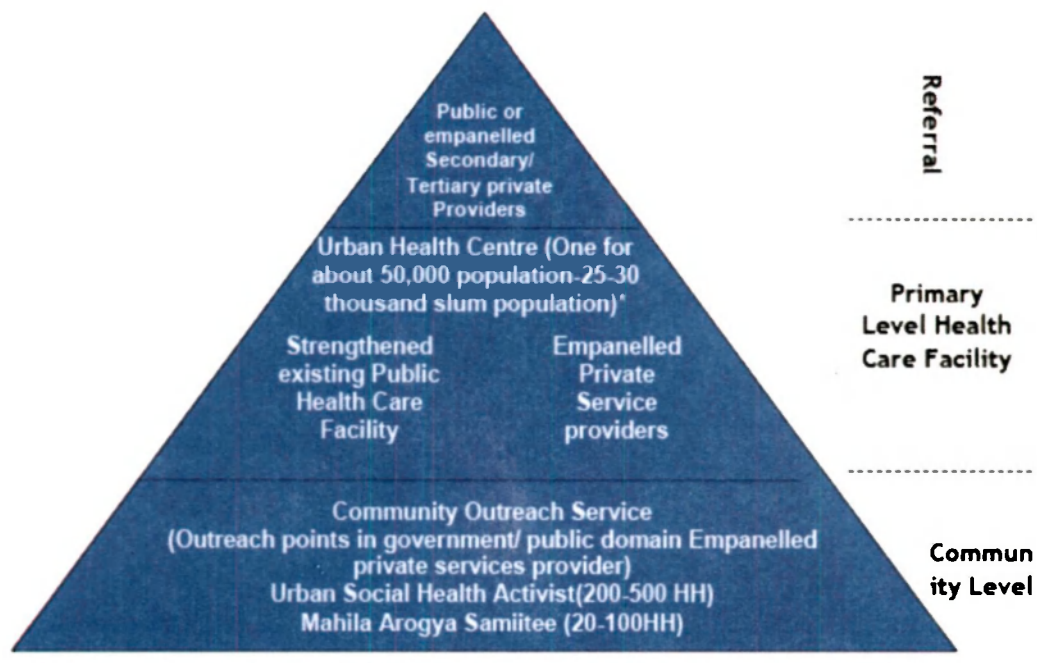 Public or
empanelled
Secondary/
Tertiary private
Providers
Referral
Urban Health Centre (One for
about 50,000 population-25-30
thousand slum population)*
Strengthened
existing Public
Health Care
Facility
Empanelled
Private
Service
providers
Primary
Level Health
Care Facility
Community Outreach Service
(Outreach points in government/ public domain Empanelled
private services provider)
Urban Social Health Activist(200-500 HH)
Mahila Arogya Samiitee (20-100HH)
Commun
ity Level